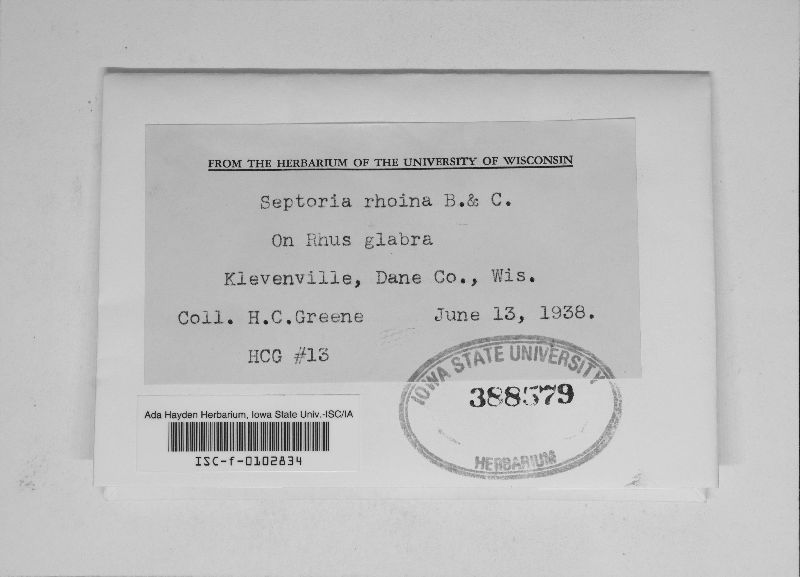 FROM THE HERBARIUM OF THE UNIVERSITY OF WISCONSIN
Septoria rhoina B.& C.
On Rhus glabra
Klevenville, Dane Co., Wis.
Coll. H.C.Greene June 13, 1938.
HCG #13
IOWA STATE UNIVERSITY
388579
HERBARIUM
Ada Hayden Herbarium, Iowa State Univ.-ISC/IA
ISC-f-0102834